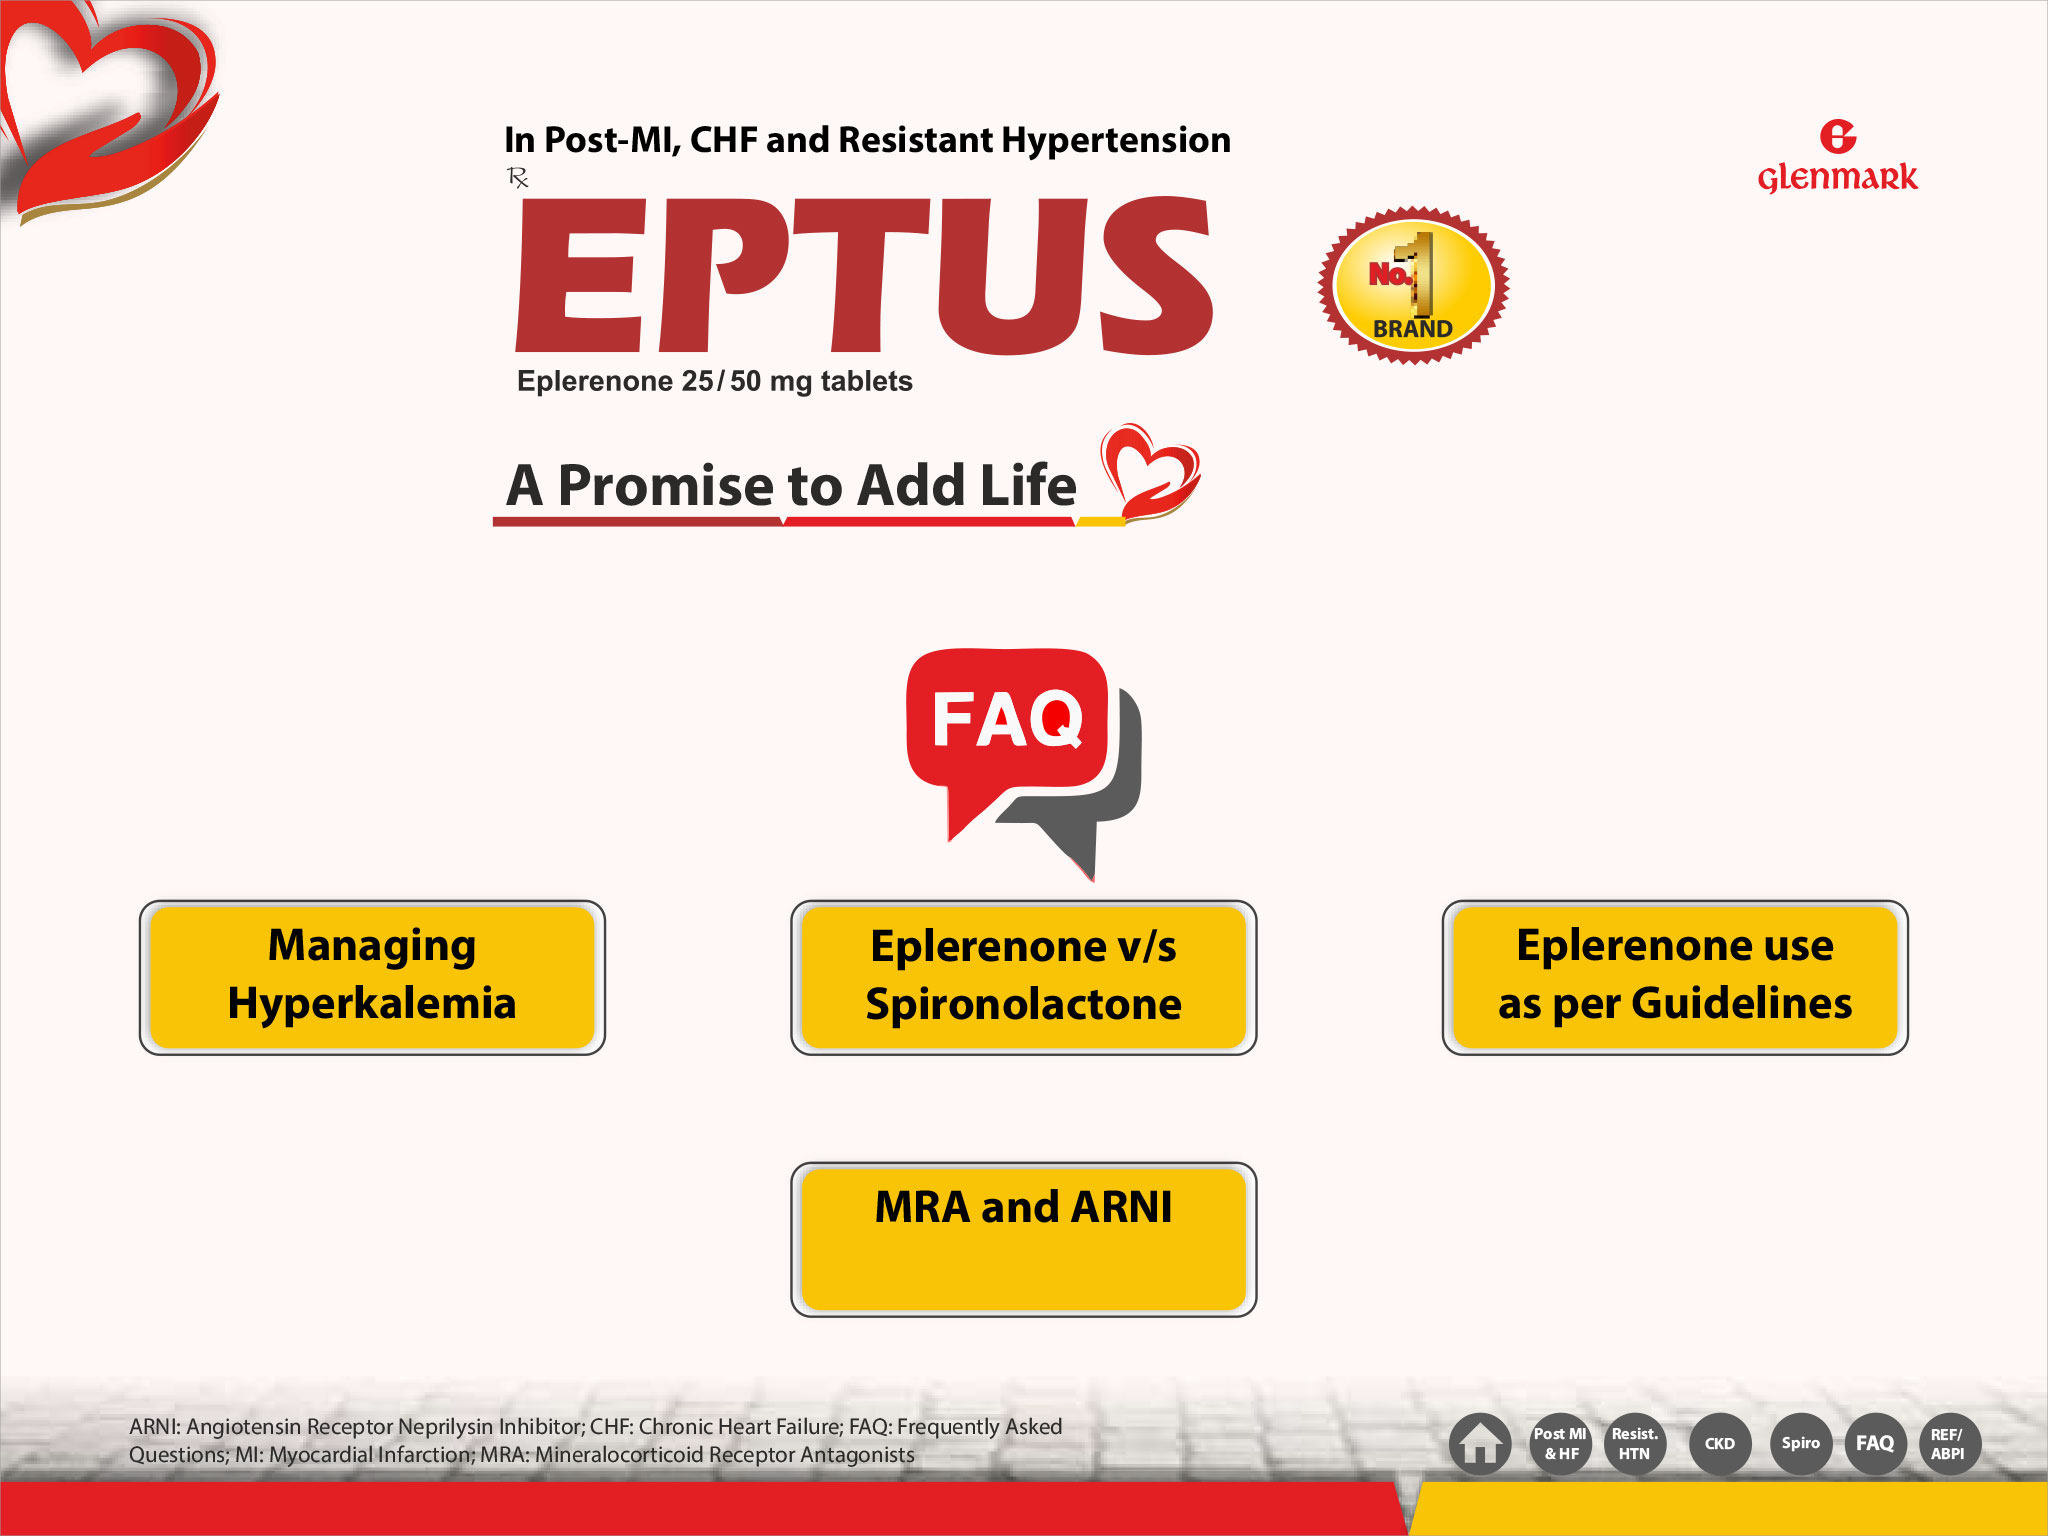 In Post-MI, CHF and Resistant Hypertension
Rx
EPTUS
Eplerenone 25/50 mg tablets
A Promise to Add Life
glenmark
No.1
BRAND
FAQ
Managing
Hyperkalemia
Eplerenone v/s
Spironolactone
Eplerenone use
as per Guidelines
MRA and ARNI
ARNI: Angiotensin Receptor Neprilysin Inhibitor; CHF: Chronic Heart Failure; FAQ: Frequently Asked
Questions; MI: Myocardial Infarction; MRA: Mineralocorticoid Receptor Antagonists
Post MI
& HF
Resist.
HTN
CKD
Spiro
FAQ
REF/
ABPI